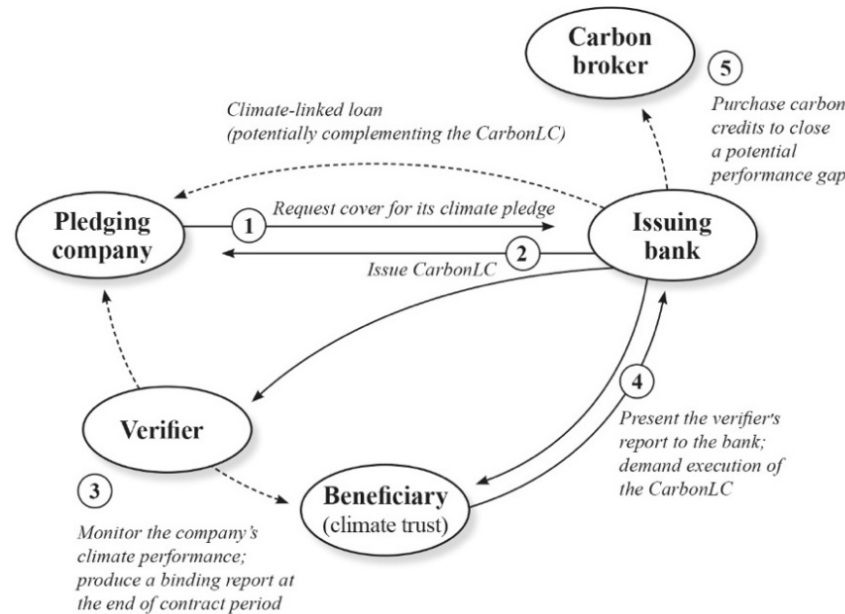 Carbon
broker
5
Purchase carbon
credits to close
a potential
performance gap
Climate-linked loan
(potentially complementing the CarbonLC)
Pledging
company
1
Request cover for its climate pledge
Issuing
bank
2
Issue CarbonLC
4
Present the verifier's
report to the bank;
demand execution of
the CarbonLC
Verifier
3
Monitor the company’s
climate performance;
produce a binding report at
the end of contract period
Beneficiary
(climate trust)